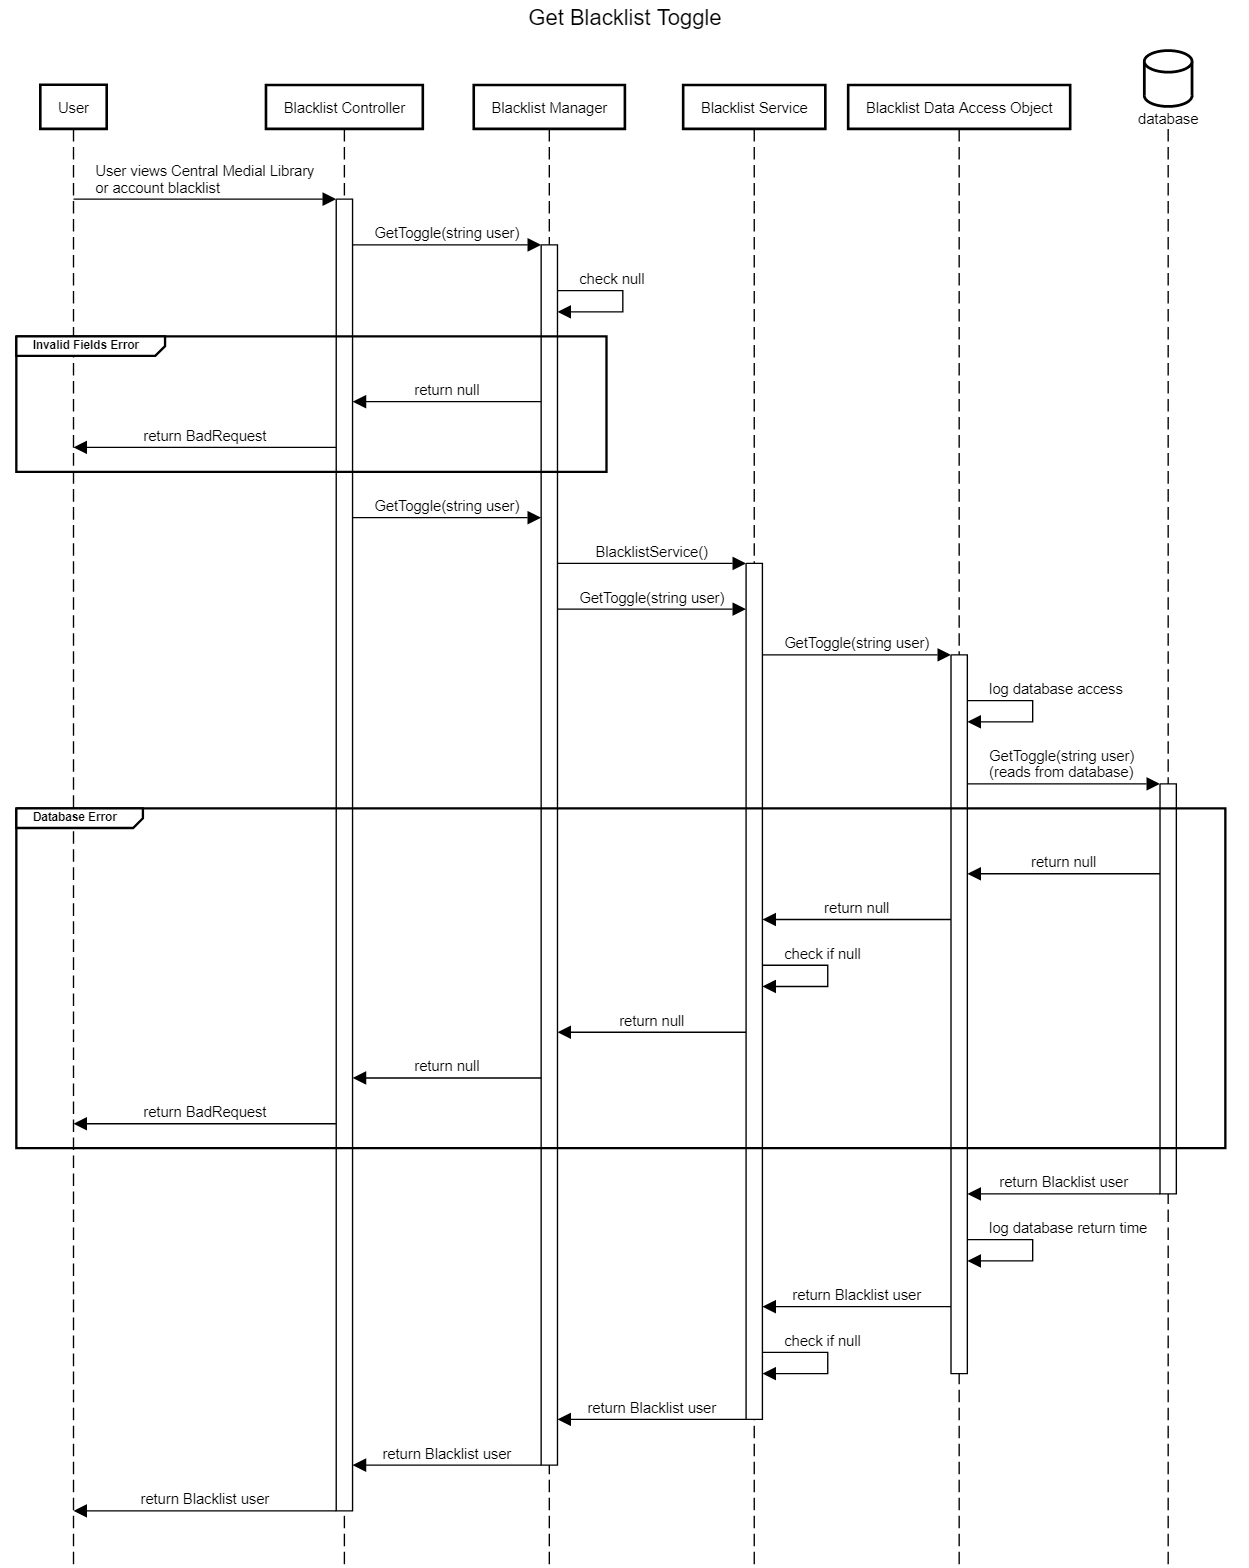 Get Blacklist Toggle
User
Blacklist Controller
Blacklist Manager
Blacklist Service
Blacklist Data Access Object
database
User views Central Medial Library
or account blacklist
GetToggle(string user)
check null
Invalid Fields Error
return null
return BadRequest
GetToggle(string user)
BlacklistService()
GetToggle(string user)
GetToggle(string user)
log database access
GetToggle(string user)
(reads from database)
Database Error
return null
return null
check if null
return null
return null
return BadRequest
return Blacklist user
log database return time
return Blacklist user
check if null
return Blacklist user
return Blacklist user
return Blacklist user